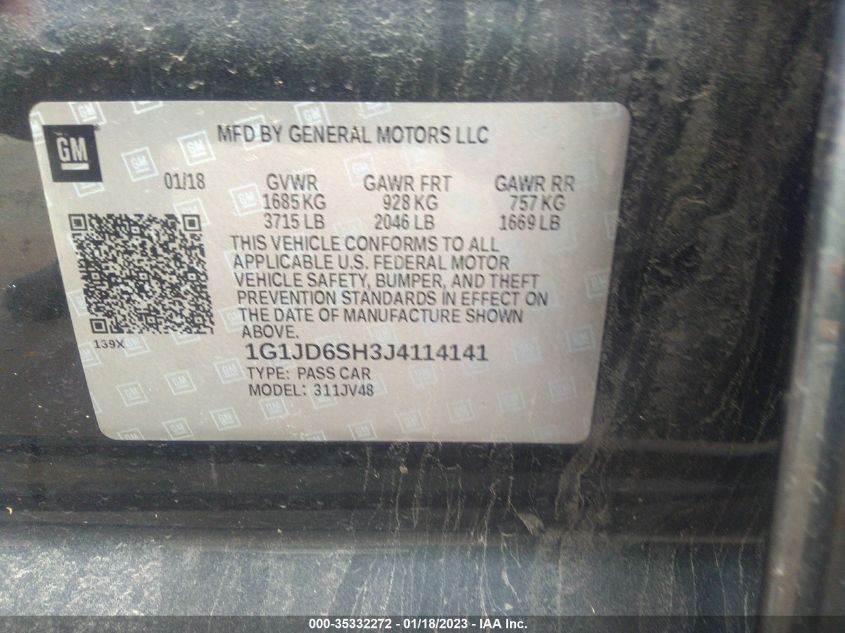 GM
MFD BY GENERAL MOTORS LLC
01/18 GVWR GAWR FRT GAWR RR
1685 KG 928 KG 757 KG
3715 LB 2046 LB 1669 LB
THIS VEHICLE CONFORMS TO ALL
APPLICABLE U.S. FEDERAL MOTOR
VEHICLE SAFETY, BUMPER, AND THEFT
PREVENTION STANDARDS IN EFFECT ON
THE DATE OF MANUFACTURE SHOWN
ABOVE.
139X
1G1JD6SH3J4114141
TYPE: PASS CAR
MODEL: 311JV48
000-35332272 - 01/18/2023 - IAA Inc.